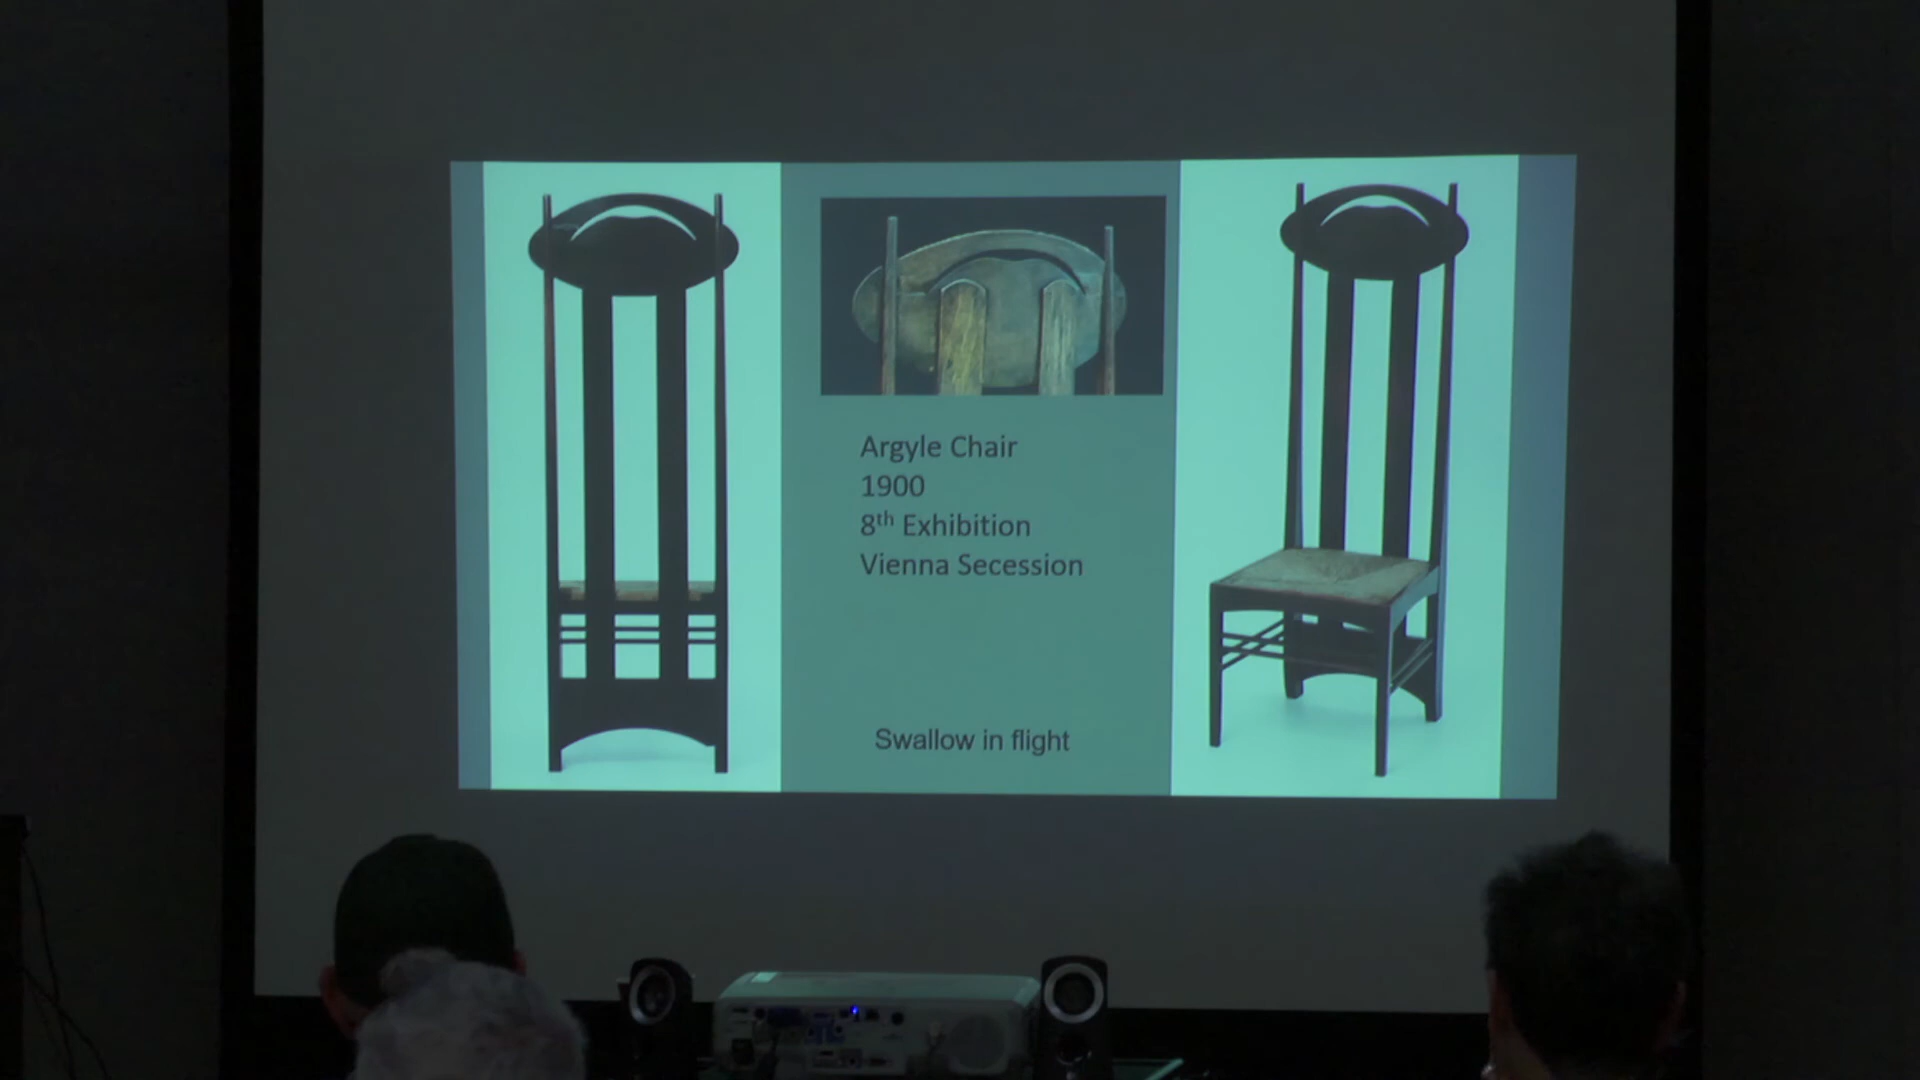 Argyle Chair
1900
8th Exhibition
Vienna Secession
Swallow in flight